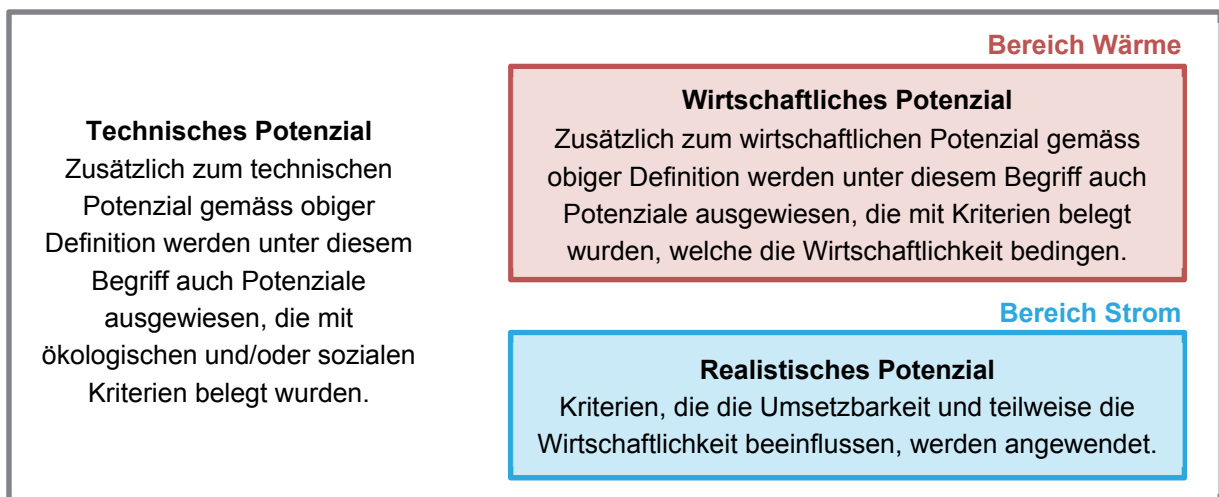 Technisches Potenzial
Zusätzlich zum technischen
Potenzial gemäss obiger
Definition werden unter diesem
Begriff auch Potenziale
ausgewiesen, die mit
ökologischen und/oder sozialen
Kriterien belegt wurden.
Bereich Wärme
Wirtschaftliches Potenzial
Zusätzlich zum wirtschaftlichen Potenzial gemäss
obiger Definition werden unter diesem Begriff auch
Potenziale ausgewiesen, die mit Kriterien belegt
wurden, welche die Wirtschaftlichkeit bedingen.
Bereich Strom
Realistisches Potenzial
Kriterien, die die Umsetzbarkeit und teilweise die
Wirtschaftlichkeit beeinflussen, werden angewendet.